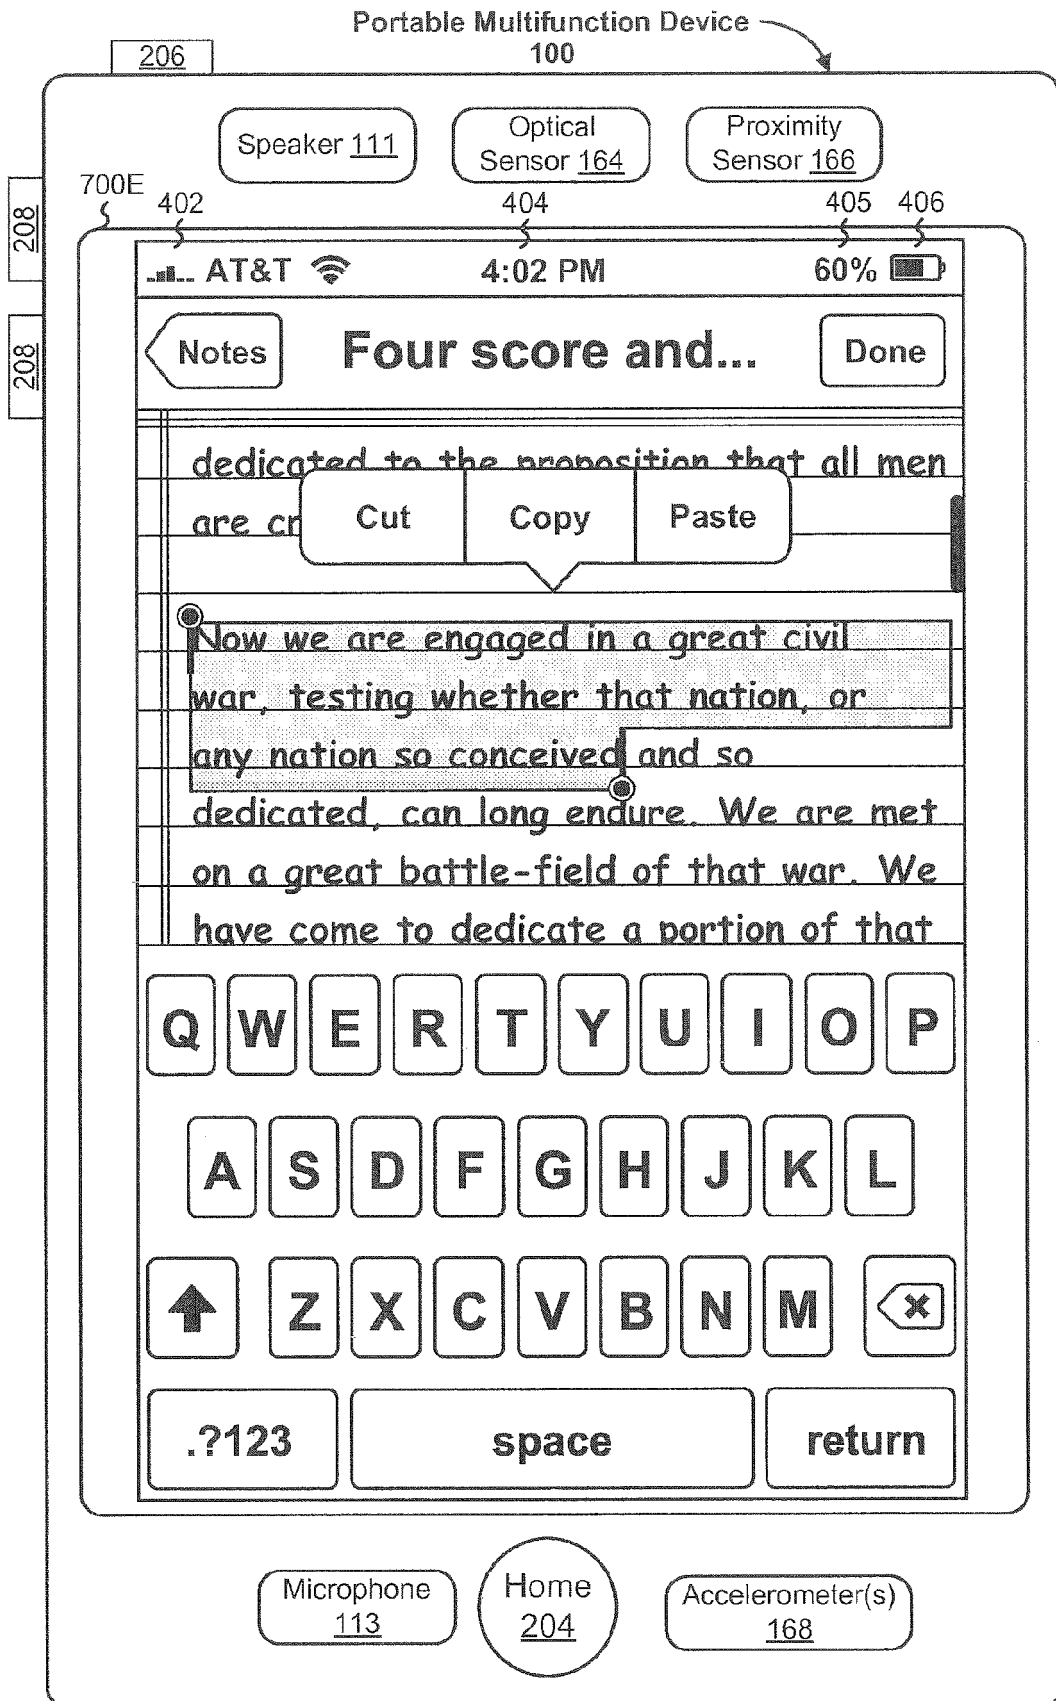 Portable Multifunction Device
100
206
Speaker 111
Optical
Sensor 164
Proximity
Sensor 166
700E
402
404
405
406
208
208
AT&T
4:02 PM
60%
Notes
Four score and...
Done
dedicated to the proposition that all men
are cr
Cut
Copy
Paste
Now we are engaged in a great civil
war, testing whether that nation, or
any nation so conceived and so
dedicated, can long endure. We are met
on a great battle-field of that war. We
have come to dedicate a portion of that
Q W E R T Y U I O P
A S D F G H J K L
Z X C V B N M
.?123
space
return
Microphone
113
Home
204
Accelerometer(s)
168